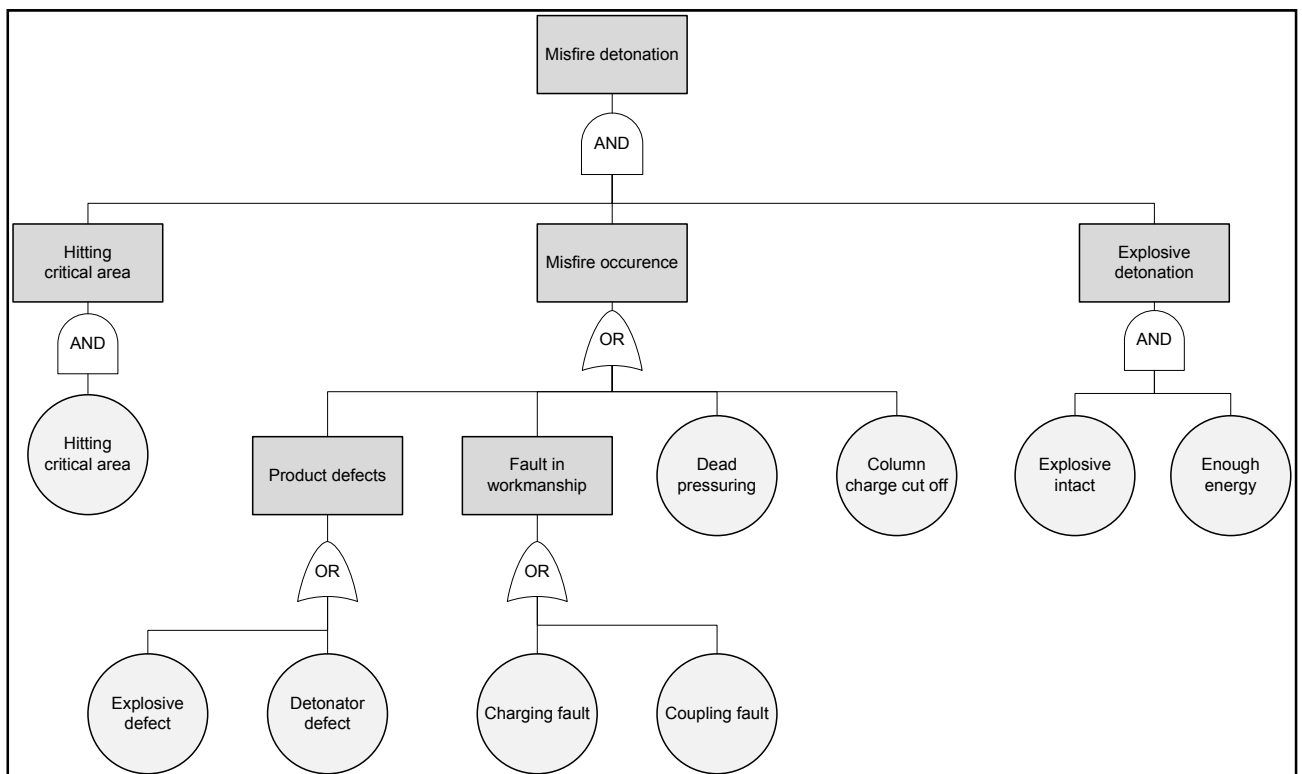 Misfire detonation
AND
Hitting
critical area
Misfire occurence
Explosive
detonation
AND
OR
AND
Hitting
critical area
Product defects
Fault in
workmanship
Dead
pressuring
Column
charge cut off
Explosive
intact
Enough
energy
OR
OR
Explosive
defect
Detonator
defect
Charging fault
Coupling fault